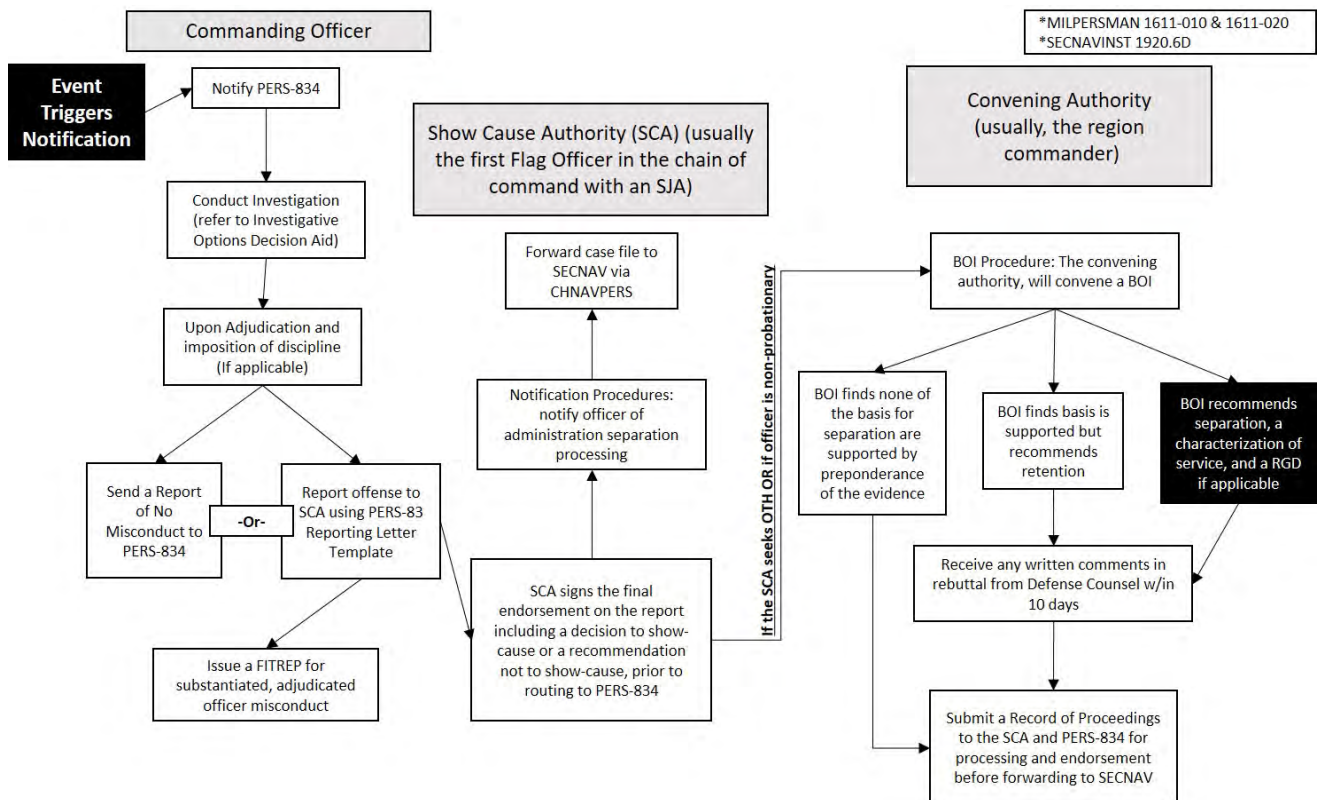 Commanding Officer
*MILPERSMAN 1611-010 & 1611-020
*SECNAVINST 1920.6D
Event
Triggers
Notification
Notify PERS-834
Conduct Investigation
(refer to Investigative
Options Decision Aid)
Upon Adjudication and
imposition of discipline
(If applicable)
Send a Report
of No
Misconduct to
PERS-834
-Or-
Report offense to
SCA using PERS-83
Reporting Letter
Template
Issue a FITREP for
substantiated, adjudicated
officer misconduct
Show Cause Authority (SCA) (usually
the first Flag Officer in the chain of
command with an SJA)
Forward case file to
SECNAV via
CHNAVPERS
Notification Procedures:
notify officer of
administration separation
processing
SCA signs the final
endorsement on the report
including a decision to show-
cause or a recommendation
not to show-cause, prior to
routing to PERS-834
If the SCA seeks OTH OR if officer is non-probationary
Convening Authority
(usually, the region
commander)
BOI Procedure: The convening
authority, will convene a BOI
BOI finds none of
the basis for
separation are
supported by
preponderance
of the evidence
BOI finds basis is
supported but
recommends
retention
BOI recommends
separation, a
characterization of
service, and a RGD
if applicable
Receive any written comments in
rebuttal from Defense Counsel w/in
10 days
Submit a Record of Proceedings
to the SCA and PERS-834 for
processing and endorsement
before forwarding to SECNAV